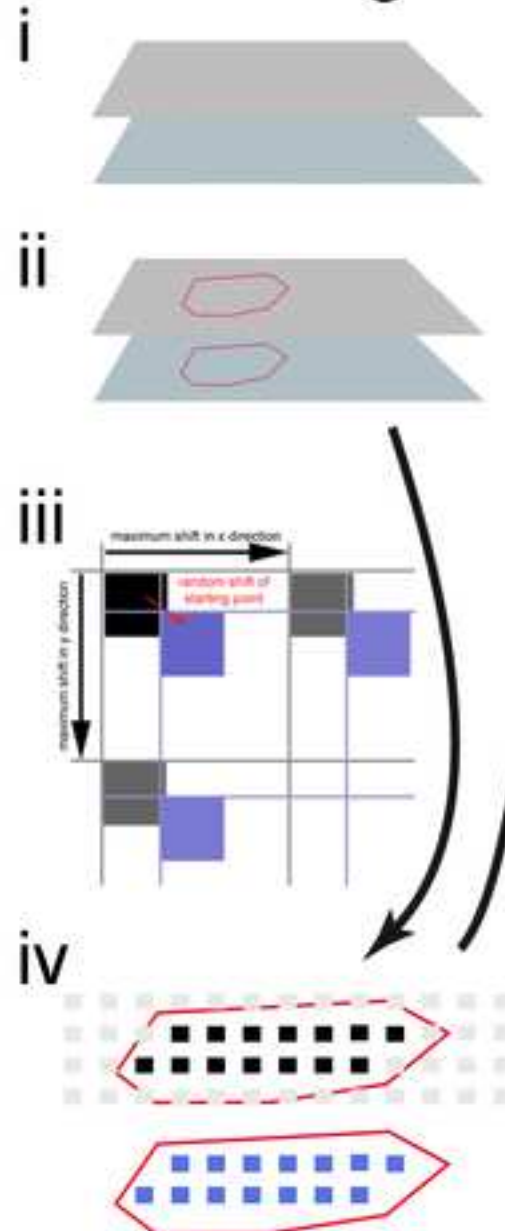 i
ii
iii
maximum shift in x direction
random shift of
starting point
maximum shift in y direction
iv